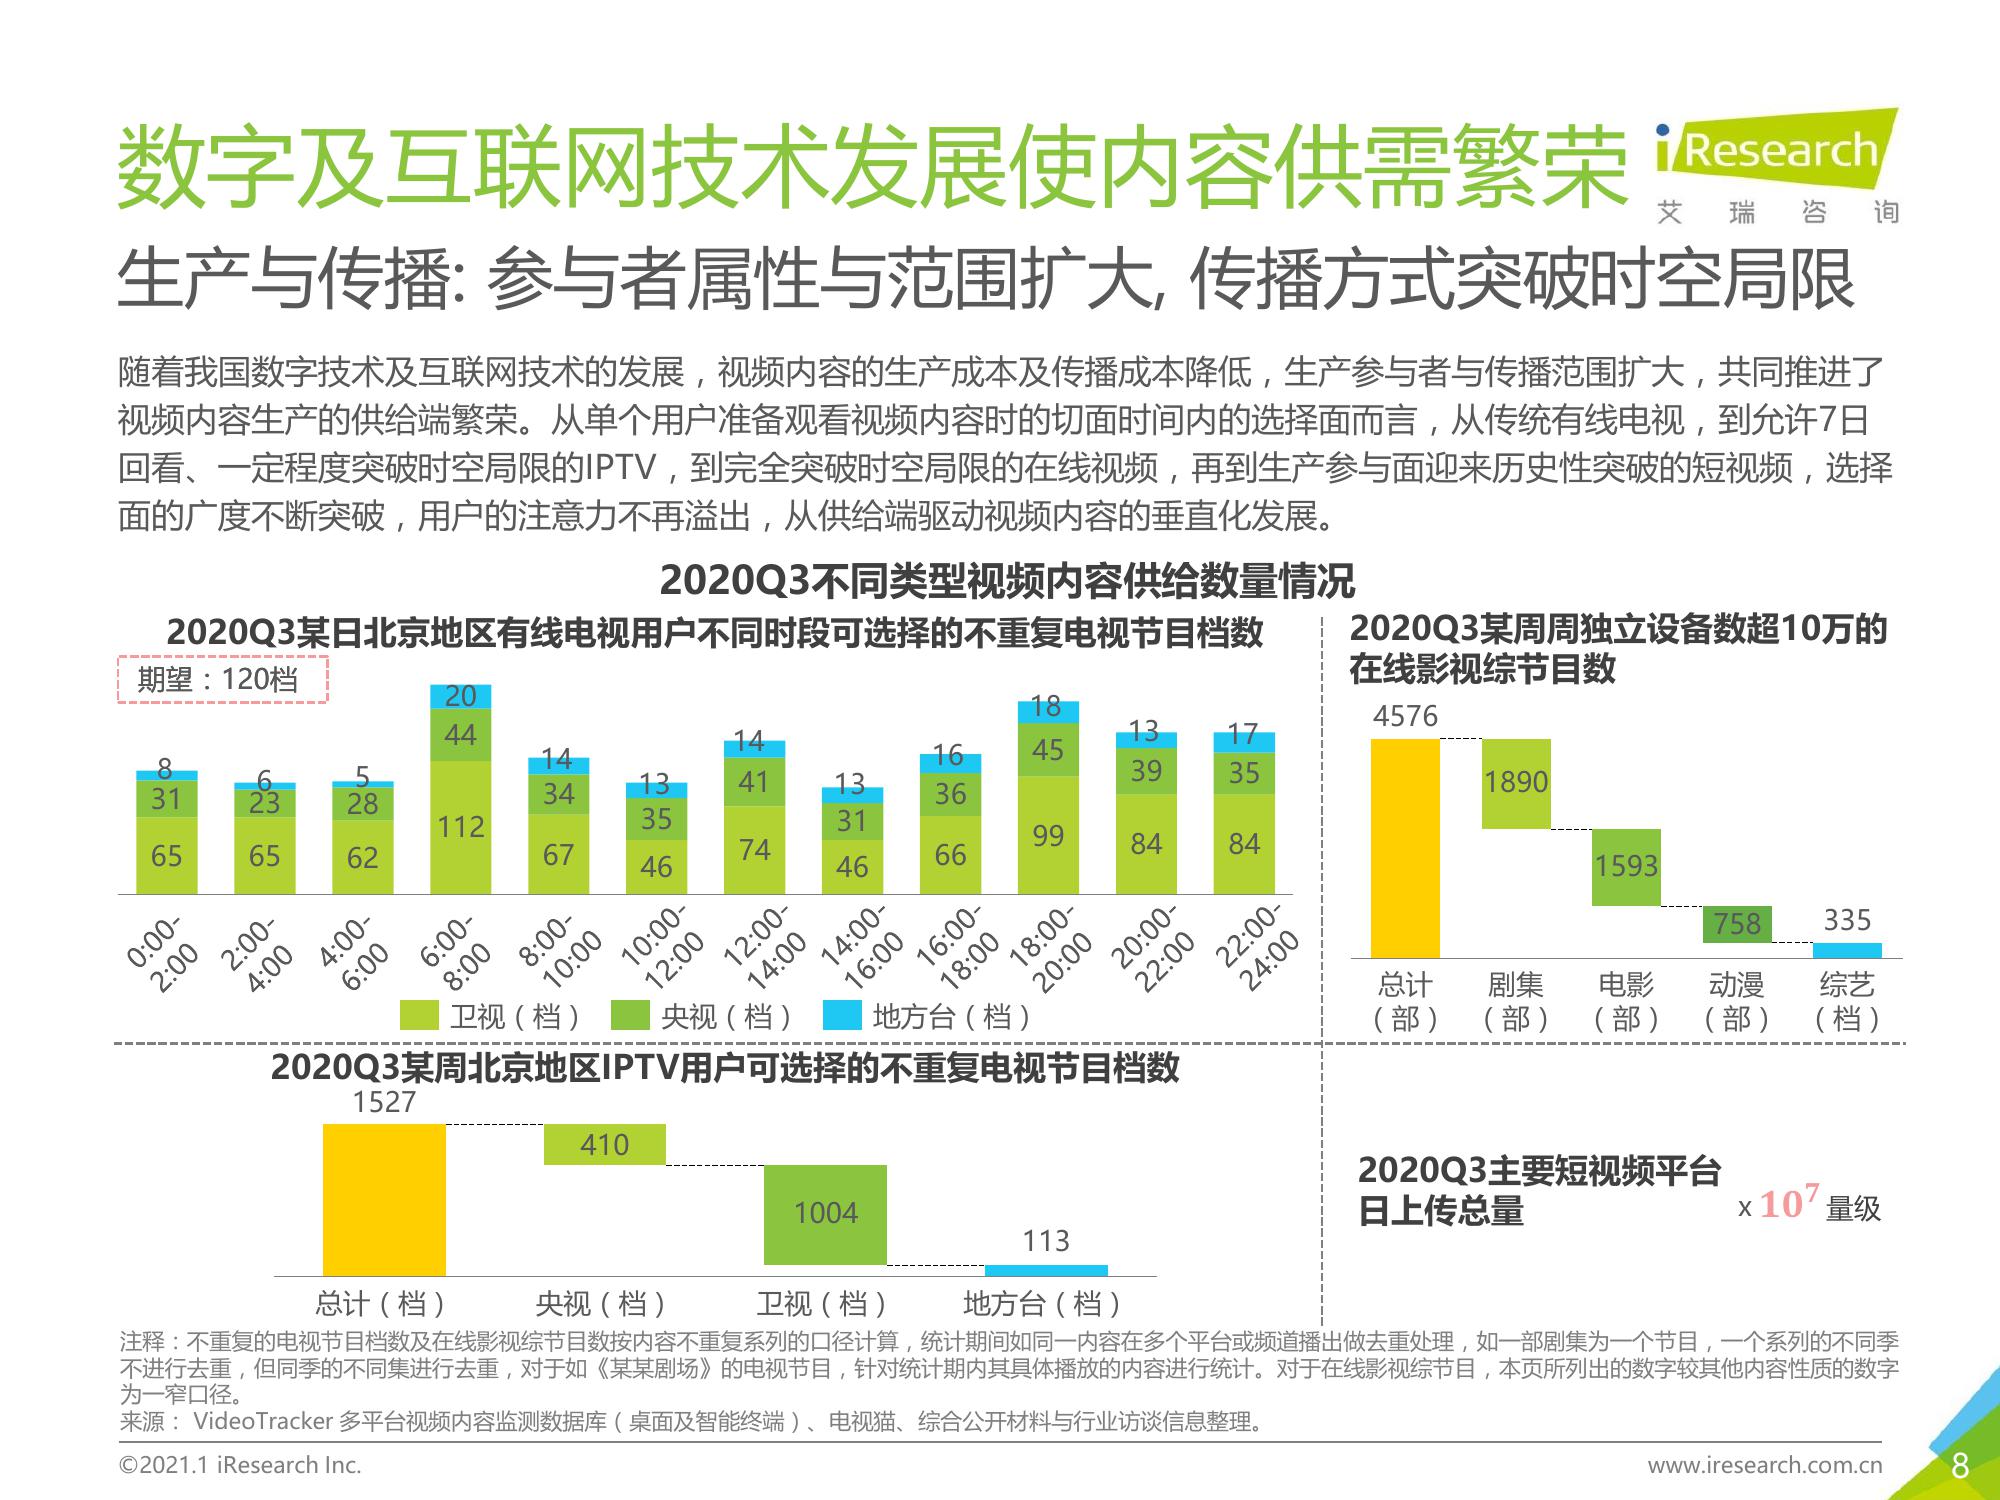 数字及互联网技术发展使内容供需繁荣
iResearch
艾瑞咨询
生产与传播: 参与者属性与范围扩大, 传播方式突破时空局限
随着我国数字技术及互联网技术的发展，视频内容的生产成本及传播成本降低，生产参与者与传播范围扩大，共同推进了
视频内容生产的供给端繁荣。从单个用户准备观看视频内容时的切面时间内的选择面而言，从传统有线电视，到允许7日
回看、一定程度突破时空局限的IPTV，到完全突破时空局限的在线视频，再到生产参与面迎来历史性突破的短视频，选择
面的广度不断突破，用户的注意力不再溢出，从供给端驱动视频内容的垂直化发展。
2020Q3不同类型视频内容供给数量情况
2020Q3某日北京地区有线电视用户不同时段可选择的不重复电视节目档数
期望：120档
8 6 5 20 14 13 14 13 16 18 13 17
31 23 28 44 34 35 41 31 36 45 39 35
65 65 62 112 67 46 74 46 66 99 84 84
0:00-
2:00
2:00-
4:00
4:00-
6:00
6:00-
8:00
8:00-
10:00
10:00-
12:00
12:00-
14:00
14:00-
16:00
16:00-
18:00
18:00-
20:00
20:00-
22:00
22:00-
24:00
卫视（档） 央视（档） 地方台（档）
2020Q3某周周独立设备数超10万的
在线影视综节目数
4576
1890
1593
758
335
总计 剧集 电影 动漫 综艺
（部） （部） （部） （部） （档）
2020Q3某周北京地区IPTV用户可选择的不重复电视节目档数
1527
410
1004
113
总计（档） 央视（档） 卫视（档） 地方台（档）
2020Q3主要短视频平台
日上传总量
x 10⁷ 量级
注释：不重复的电视节目档数及在线影视综节目数按内容不重复系列的口径计算，统计期间如同一内容在多个平台或频道播出做去重处理，如一部剧集为一个节目，一个系列的不同季
不进行去重，但同季的不同集进行去重，对于如《某某剧场》的电视节目，针对统计期内其具体播放的内容进行统计。对于在线影视综节目，本页所列出的数字较其他内容性质的数字
为一窄口径。
来源： VideoTracker 多平台视频内容监测数据库（桌面及智能终端）、电视猫、综合公开材料与行业访谈信息整理。
©2021.1 iResearch Inc.
www.iresearch.com.cn
8